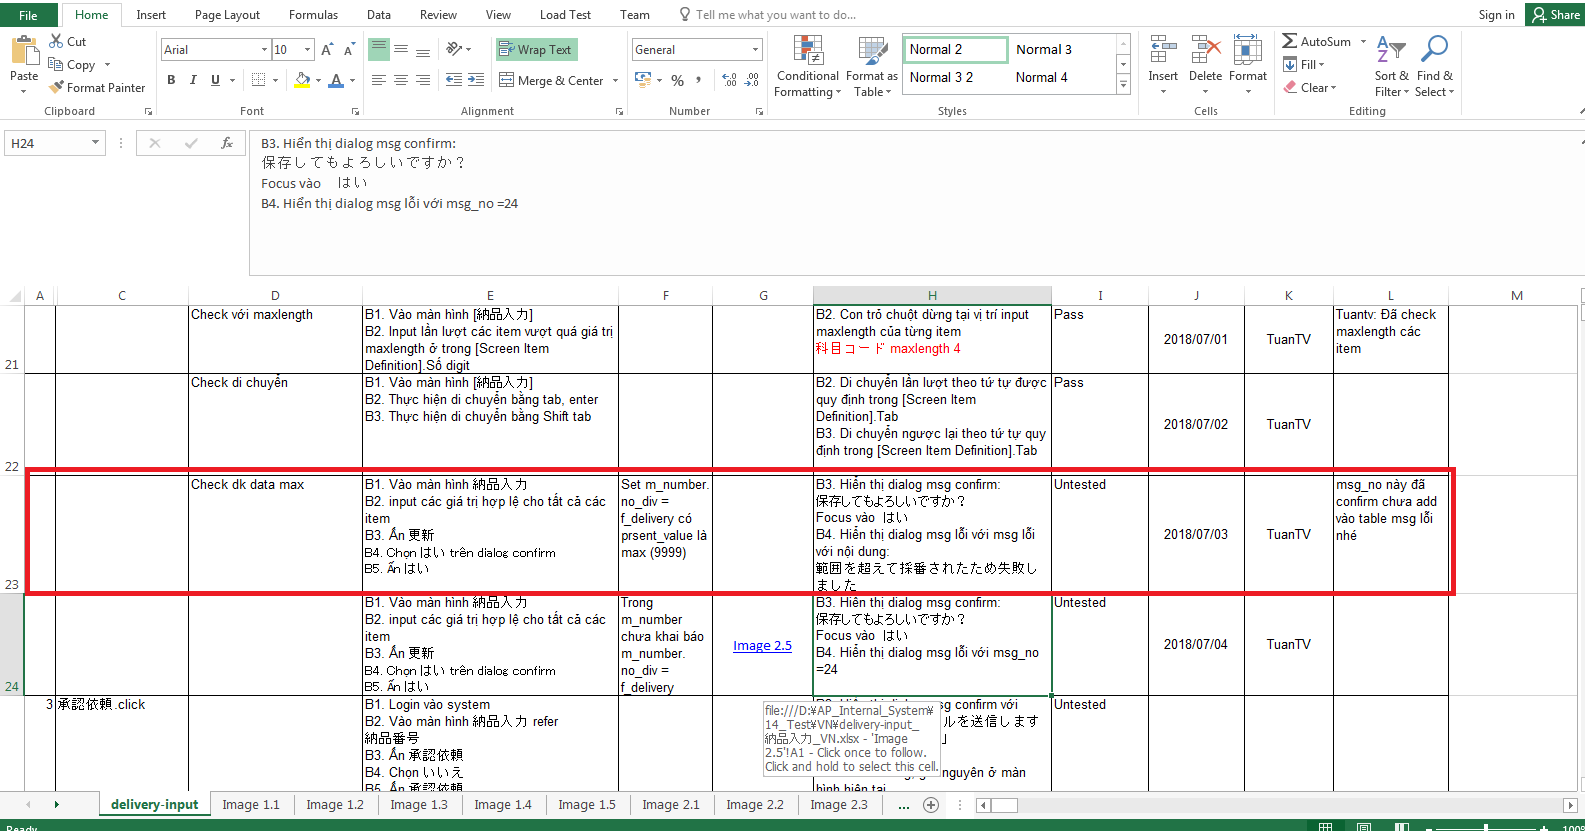 File Home Insert Page Layout Formulas Data Review View Load Test Team Tell me what you want to do... Sign in Share
Paste
Cut
Copy
Format Painter
Clipboard
Arial 10
B I U
Font
Wrap Text
Merge & Center
Alignment
General
Number
Conditional Formatting
Format as Table
Normal 2 Normal 3
Normal 3 2 Normal 4
Styles
Insert Delete Format
Cells
AutoSum
Fill
Clear
Sort & Filter
Find & Select
Editing
H24
fx
B3. Hiển thị dialog msg confirm:
保存してもよろしいですか？
Focus vào はい
B4. Hiển thị dialog msg lỗi với msg_no =24
A C D E F G H I J K L M
21
Check với maxlength
B1. Vào màn hình [納品入力]
B2. Input lần lượt các item vượt quá giá trị
maxlength ở trong [Screen Item
Definition].Số digit
B2. Con trỏ chuột dừng tại vị trí input
maxlength của từng item
科目コード maxlength 4
Pass
2018/07/01
TuanTV
Tuantv: Đã check
maxlength các
item
22
Check di chuyển
B1. Vào màn hình [納品入力]
B2. Thực hiện di chuyển bằng tab, enter
B3. Thực hiện di chuyển bằng Shift tab
B2. Di chuyển lần lượt theo tứ tự được
quy định trong [Screen Item
Definition].Tab
B3. Di chuyển ngược lại theo tứ tự quy
định trong [Screen Item Definition].Tab
Pass
2018/07/02
TuanTV
23
Check dk data max
B1. Vào màn hình 納品入力
B2. input các giá trị hợp lệ cho tất cả các
item
B3. Ấn 更新
B4. Chọn はい trên dialog confirm
B5. Ấn はい
Set m_number.
no_div =
f_delivery có
prsent_value là
max (9999)
B3. Hiển thị dialog msg confirm:
保存してもよろしいですか？
Focus vào はい
B4. Hiển thị dialog msg lỗi với msg lỗi
với nội dung:
範囲を超えて採番されたため失敗し
ました
Untested
2018/07/03
TuanTV
msg_no này đã
confirm chưa add
vào table msg lỗi
nhé
24
B1. Vào màn hình 納品入力
B2. input các giá trị hợp lệ cho tất cả các
item
B3. Ấn 更新
B4. Chọn はい trên dialog confirm
B5. Ấn はい
Trong
m_number
chưa khai báo
m_number.
no_div =
f_delivery
Image 2.5
B3. Hiển thị dialog msg confirm:
保存してもよろしいですか？
Focus vào はい
B4. Hiển thị dialog msg lỗi với msg_no
=24
Untested
2018/07/04
TuanTV
3 承認依頼.click
B1. Login vào system
B2. Vào màn hình 納品入力 refer
納品番号
B3. Ấn 承認依頼
B4. Chọn いいえ
B5. Ấn 承認依頼
sg confirm với
ルを送信します
」
nguyên ở màn
hình hiện tại
Untested
file:///D:¥AP_Internal_System¥
14_Test¥VN¥delivery-input_
納品入力_VN.xlsx - 'Image
2.5'!A1 - Click once to follow.
Click and hold to select this cell.
delivery-input Image 1.1 Image 1.2 Image 1.3 Image 1.4 Image 1.5 Image 2.1 Image 2.2 Image 2.3 ...
Ready